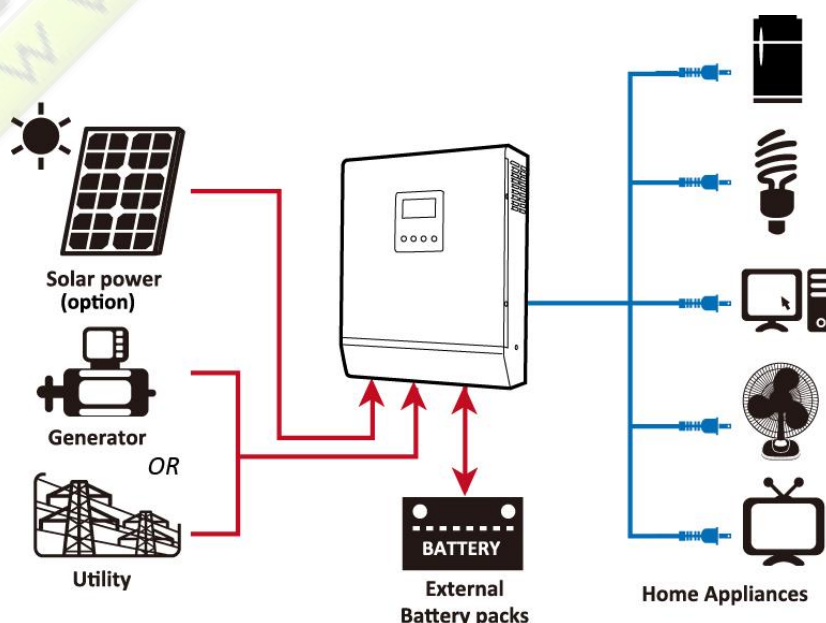 Solar power
(option)
Generator
OR
Utility
BATTERY
External
Battery packs
Home Appliances